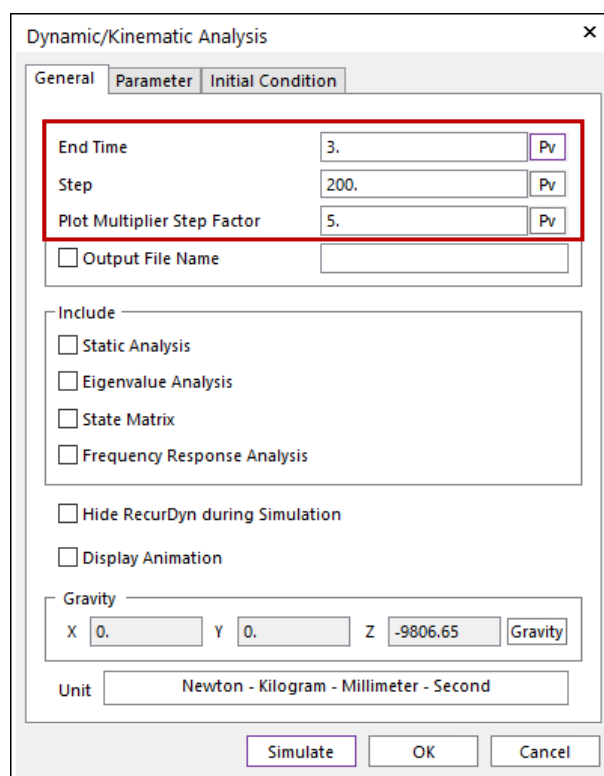 Dynamic/Kinematic Analysis ×
General Parameter Initial Condition
End Time 3. Pv
Step 200. Pv
Plot Multiplier Step Factor 5. Pv
Output File Name
Include
Static Analysis
Eigenvalue Analysis
State Matrix
Frequency Response Analysis
Hide RecurDyn during Simulation
Display Animation
Gravity
X 0. Y 0. Z -9806.65 Gravity
Unit Newton - Kilogram - Millimeter - Second
Simulate OK Cancel